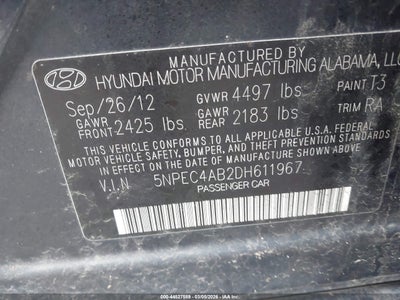 MANUFACTURED BY
HYUNDAI MOTOR MANUFACTURING ALABAMA, LLC
Sep/26/12 GVWR 4497 lbs PAINT T3
GAWR FRONT 2425 lbs. GAWR REAR 2183 lbs TRIM RA
THIS VEHICLE CONFORMS TO ALL APPLICABLE U.S. FEDERAL MOTOR
VEHICLE SAFETY, BUMPER, AND THEFT PREVENTION STANDARDS
IN EFFECT ON THE DATE OF MANUFACTURE SHOWN ABOVE.
V.I.N 5NPEC4AB2DH611967
PASSENGER CAR